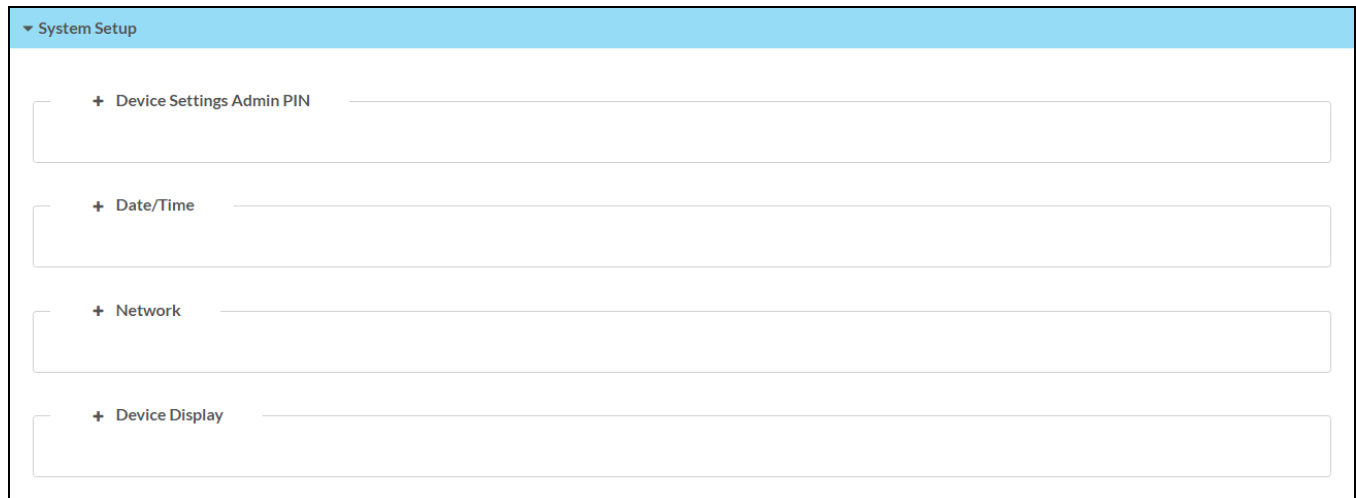 System Setup
Device Settings Admin PIN
Date/Time
Network
Device Display